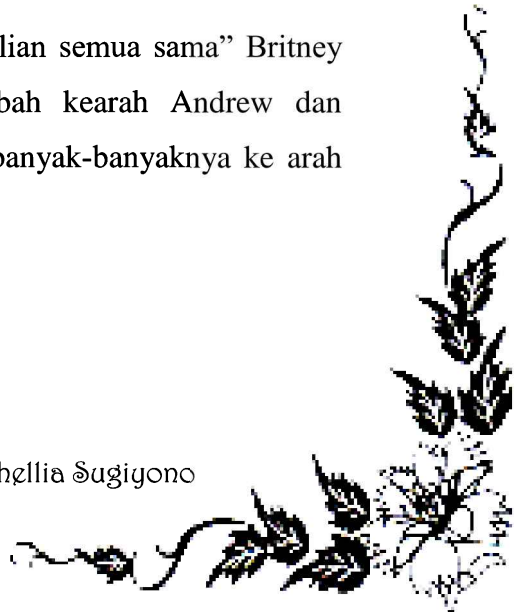 lian semua sama” Britney
bah kearah Andrew dan
banyak-banyaknya ke arah
hellia Sugiyono